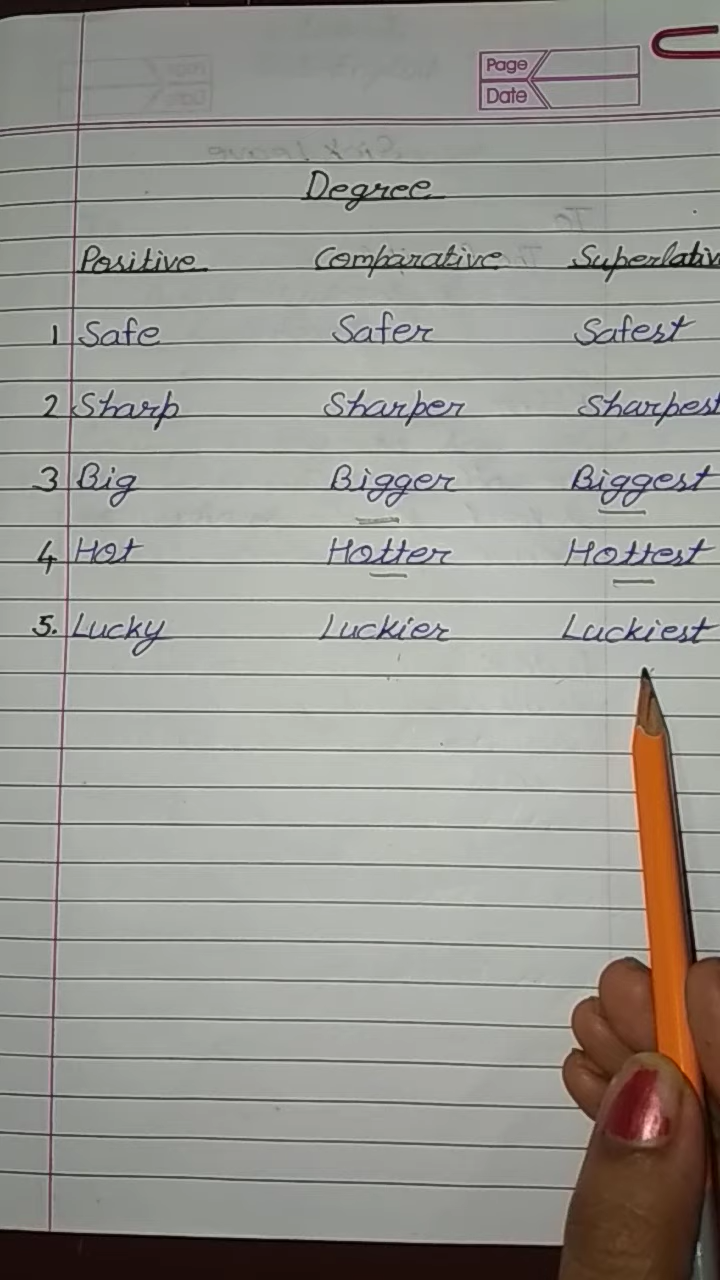 Page
Date
Degree
Positive Comparative Superlativ
1 Safe Safer Safest
2 Sharp Sharper Sharpest
3 Big Bigger Biggest
4 Hot Hotter Hottest
5. Lucky Luckier Luckiest